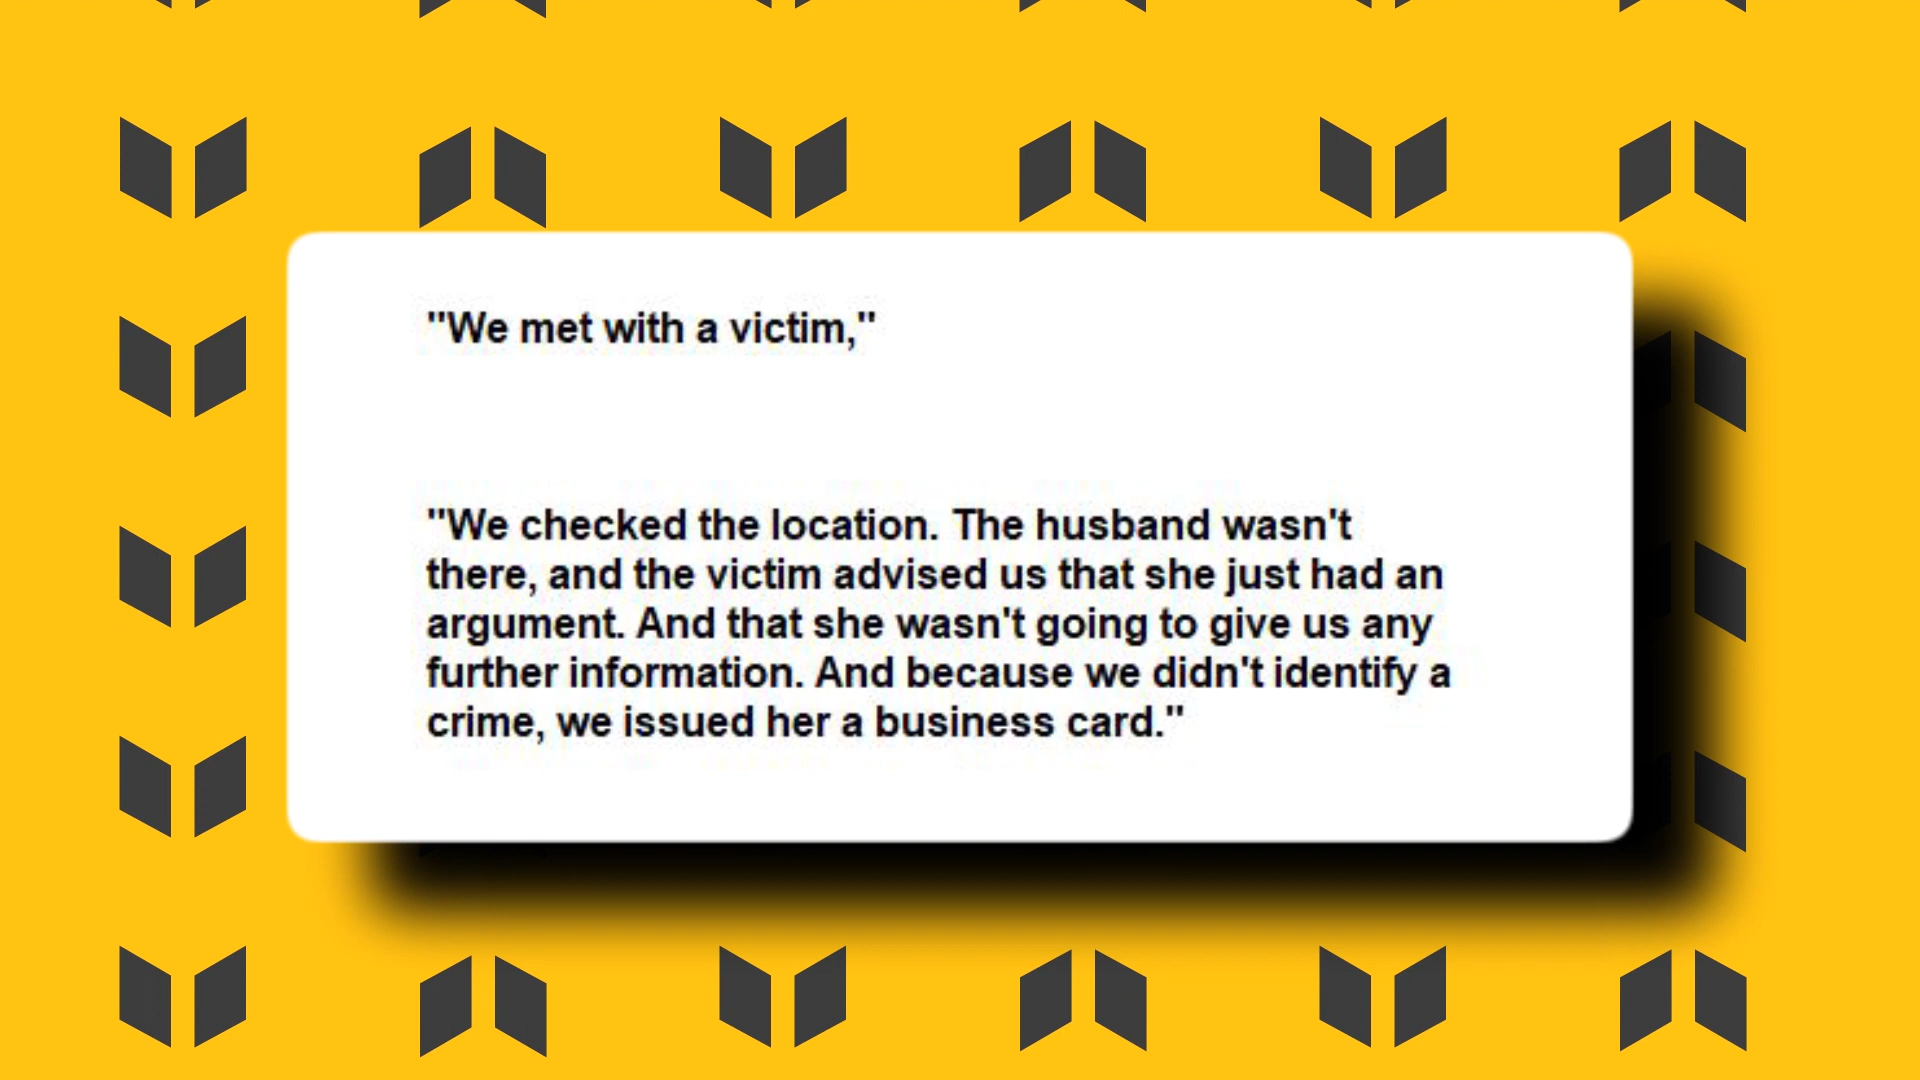 "We met with a victim,"
"We checked the location. The husband wasn't
there, and the victim advised us that she just had an
argument. And that she wasn't going to give us any
further information. And because we didn't identify a
crime, we issued her a business card."